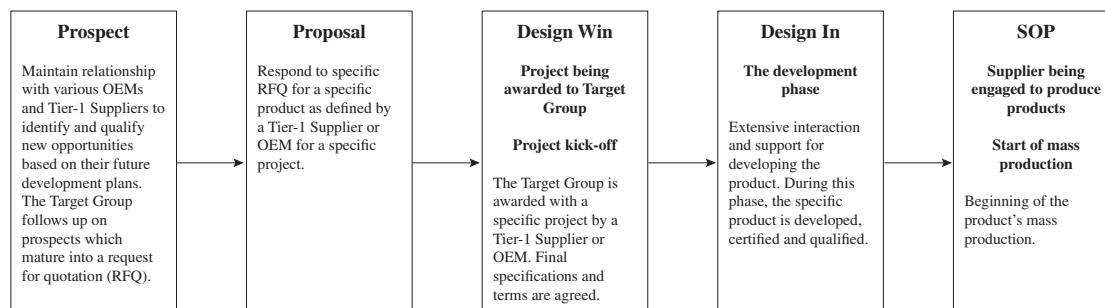 Prospect
Maintain relationship
with various OEMs
and Tier-1 Suppliers to
identify and qualify
new opportunities
based on their future
development plans.
The Target Group
follows up on
prospects which
mature into a request
for quotation (RFQ).
Proposal
Respond to specific
RFQ for a specific
product as defined by
a Tier-1 Supplier or
OEM for a specific
project.
Design Win
Project being
awarded to Target
Group
Project kick-off
The Target Group is
awarded with a
specific project by a
Tier-1 Supplier or
OEM. Final
specifications and
terms are agreed.
Design In
The development
phase
Extensive interaction
and support for
developing the
product. During this
phase, the specific
product is developed,
certified and qualified.
SOP
Supplier being
engaged to produce
products
Start of mass
production
Beginning of the
product’s mass
production.